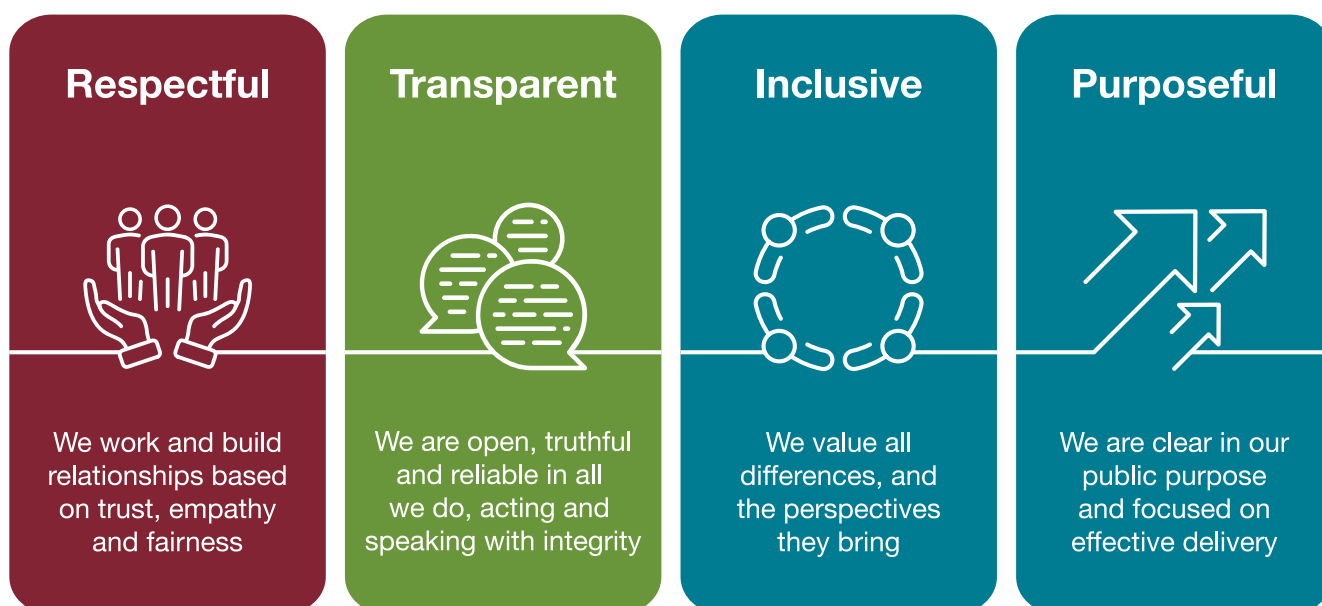 Respectful
We work and build
relationships based
on trust, empathy
and fairness
Transparent
We are open, truthful
and reliable in all
we do, acting and
speaking with integrity
Inclusive
We value all
differences, and
the perspectives
they bring
Purposeful
We are clear in our
public purpose
and focused on
effective delivery